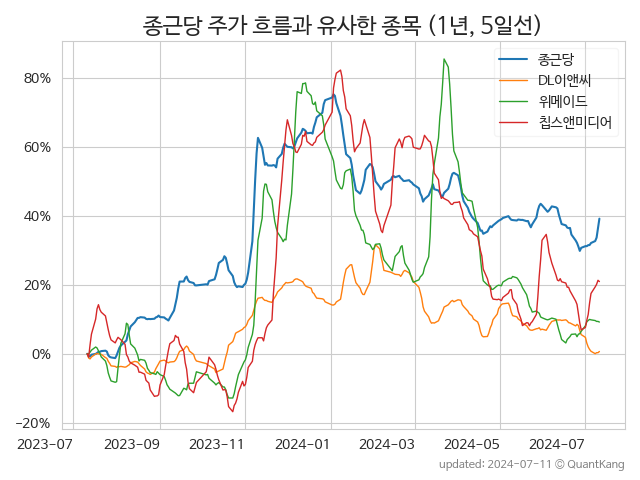 종근당 주가 흐름과 유사한 종목 (1년, 5일선)
종근당
DL이앤씨
위메이드
칩스앤미디어
80%
60%
40%
20%
0%
−20%
2023-07
2023-09
2023-11
2024-01
2024-03
2024-05
2024-07
updated: 2024-07-11 © QuantKang